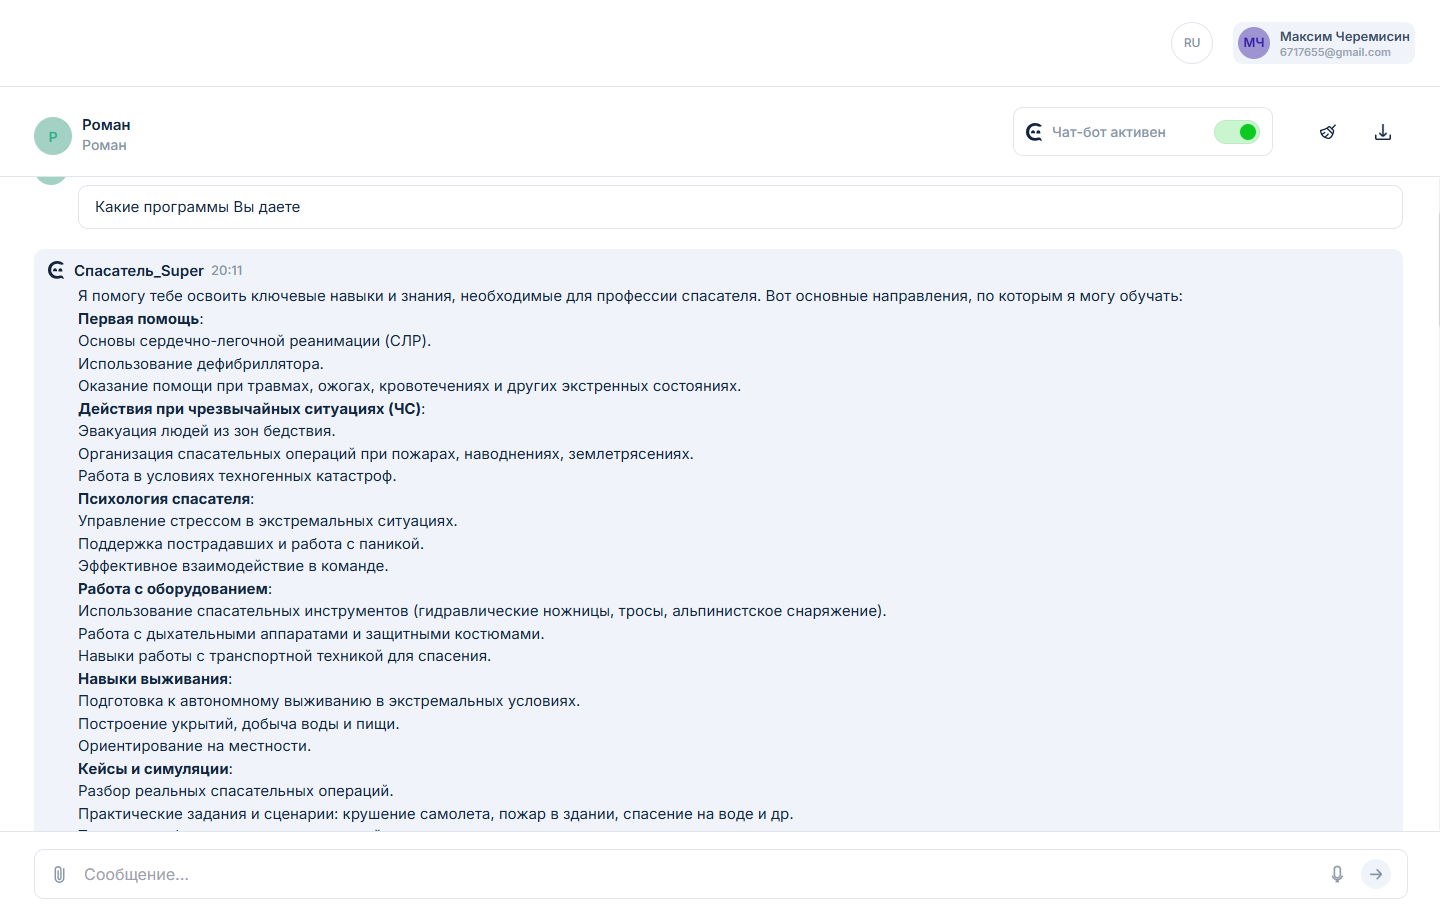 RU
МЧ
Максим Черемисин
6717655@gmail.com
Р
Роман
Роман
Чат-бот активен
Какие программы Вы даете
Спасатель_Super 20:11
Я помогу тебе освоить ключевые навыки и знания, необходимые для профессии спасателя. Вот основные направления, по которым я могу обучать:
Первая помощь:
Основы сердечно-легочной реанимации (СЛР).
Использование дефибриллятора.
Оказание помощи при травмах, ожогах, кровотечениях и других экстренных состояниях.
Действия при чрезвычайных ситуациях (ЧС):
Эвакуация людей из зон бедствия.
Организация спасательных операций при пожарах, наводнениях, землетрясениях.
Работа в условиях техногенных катастроф.
Психология спасателя:
Управление стрессом в экстремальных ситуациях.
Поддержка пострадавших и работа с паникой.
Эффективное взаимодействие в команде.
Работа с оборудованием:
Использование спасательных инструментов (гидравлические ножницы, тросы, альпинистское снаряжение).
Работа с дыхательными аппаратами и защитными костюмами.
Навыки работы с транспортной техникой для спасения.
Навыки выживания:
Подготовка к автономному выживанию в экстремальных условиях.
Построение укрытий, добыча воды и пищи.
Ориентирование на местности.
Кейсы и симуляции:
Разбор реальных спасательных операций.
Практические задания и сценарии: крушение самолета, пожар в здании, спасение на воде и др.
Сообщение...